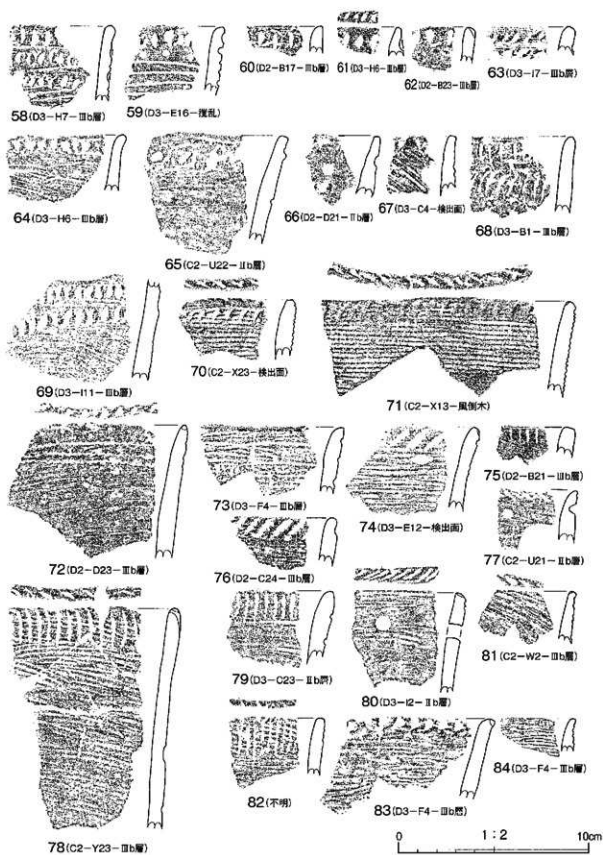 58(D3-H7-Ⅲb層)
59(D3-E16-撹乱)
60(D2-B17-Ⅲb層)
61(D3-H6-Ⅲb層)
62(D2-B23-Ⅲb層)
63(D3-I7-Ⅲb層)
64(D3-H6-Ⅲb層)
65(C2-U22-Ⅱb層)
66(D2-D21-Ⅱb層)
67(D3-C4-検出面)
68(D3-B1-Ⅲb層)
69(D3-I11-Ⅲb層)
70(C2-X23-検出面)
71(C2-X13-風倒木)
72(D2-D23-Ⅲb層)
73(D3-F4-Ⅲb層)
74(D3-E12-検出面)
75(D2-B21-Ⅲb層)
76(D2-C24-Ⅲb層)
77(C2-U21-Ⅱb層)
78(C2-Y23-Ⅲb層)
79(D3-C23-Ⅱb層)
80(D3-I2-Ⅱb層)
81(C2-W2-Ⅲb層)
82(不明)
83(D3-F4-Ⅲb層)
84(D3-F4-Ⅲb層)
0 1:2 10cm